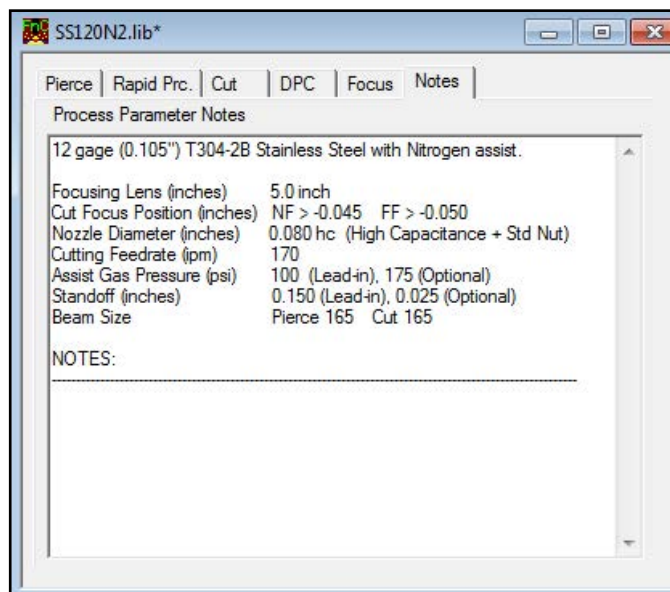 SS120N2.lib*
Pierce Rapid Prc. Cut DPC Focus Notes
Process Parameter Notes
12 gage (0.105") T304-2B Stainless Steel with Nitrogen assist.
Focusing Lens (inches) 5.0 inch
Cut Focus Position (inches) NF > -0.045 FF > -0.050
Nozzle Diameter (inches) 0.080 hc (High Capacitance + Std Nut)
Cutting Feedrate (ipm) 170
Assist Gas Pressure (psi) 100 (Lead-in), 175 (Optional)
Standoff (inches) 0.150 (Lead-in), 0.025 (Optional)
Beam Size Pierce 165 Cut 165
NOTES: